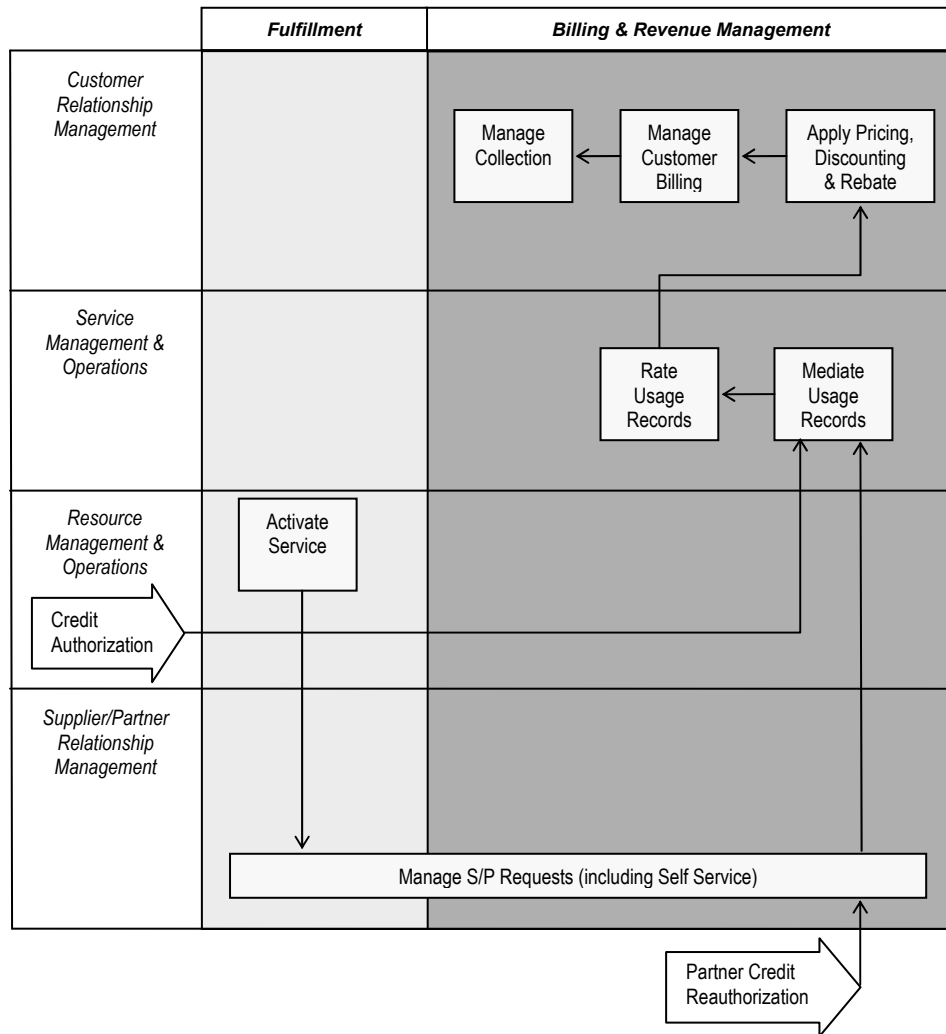 Fulfillment
Billing & Revenue Management
Customer
Relationship
Management
Manage
Collection
Manage
Customer
Billing
Apply Pricing,
Discounting
& Rebate
Service
Management &
Operations
Rate
Usage
Records
Mediate
Usage
Records
Resource
Management &
Operations
Activate
Service
Credit
Authorization
Supplier/Partner
Relationship
Management
Manage S/P Requests (including Self Service)
Partner Credit
Reauthorization